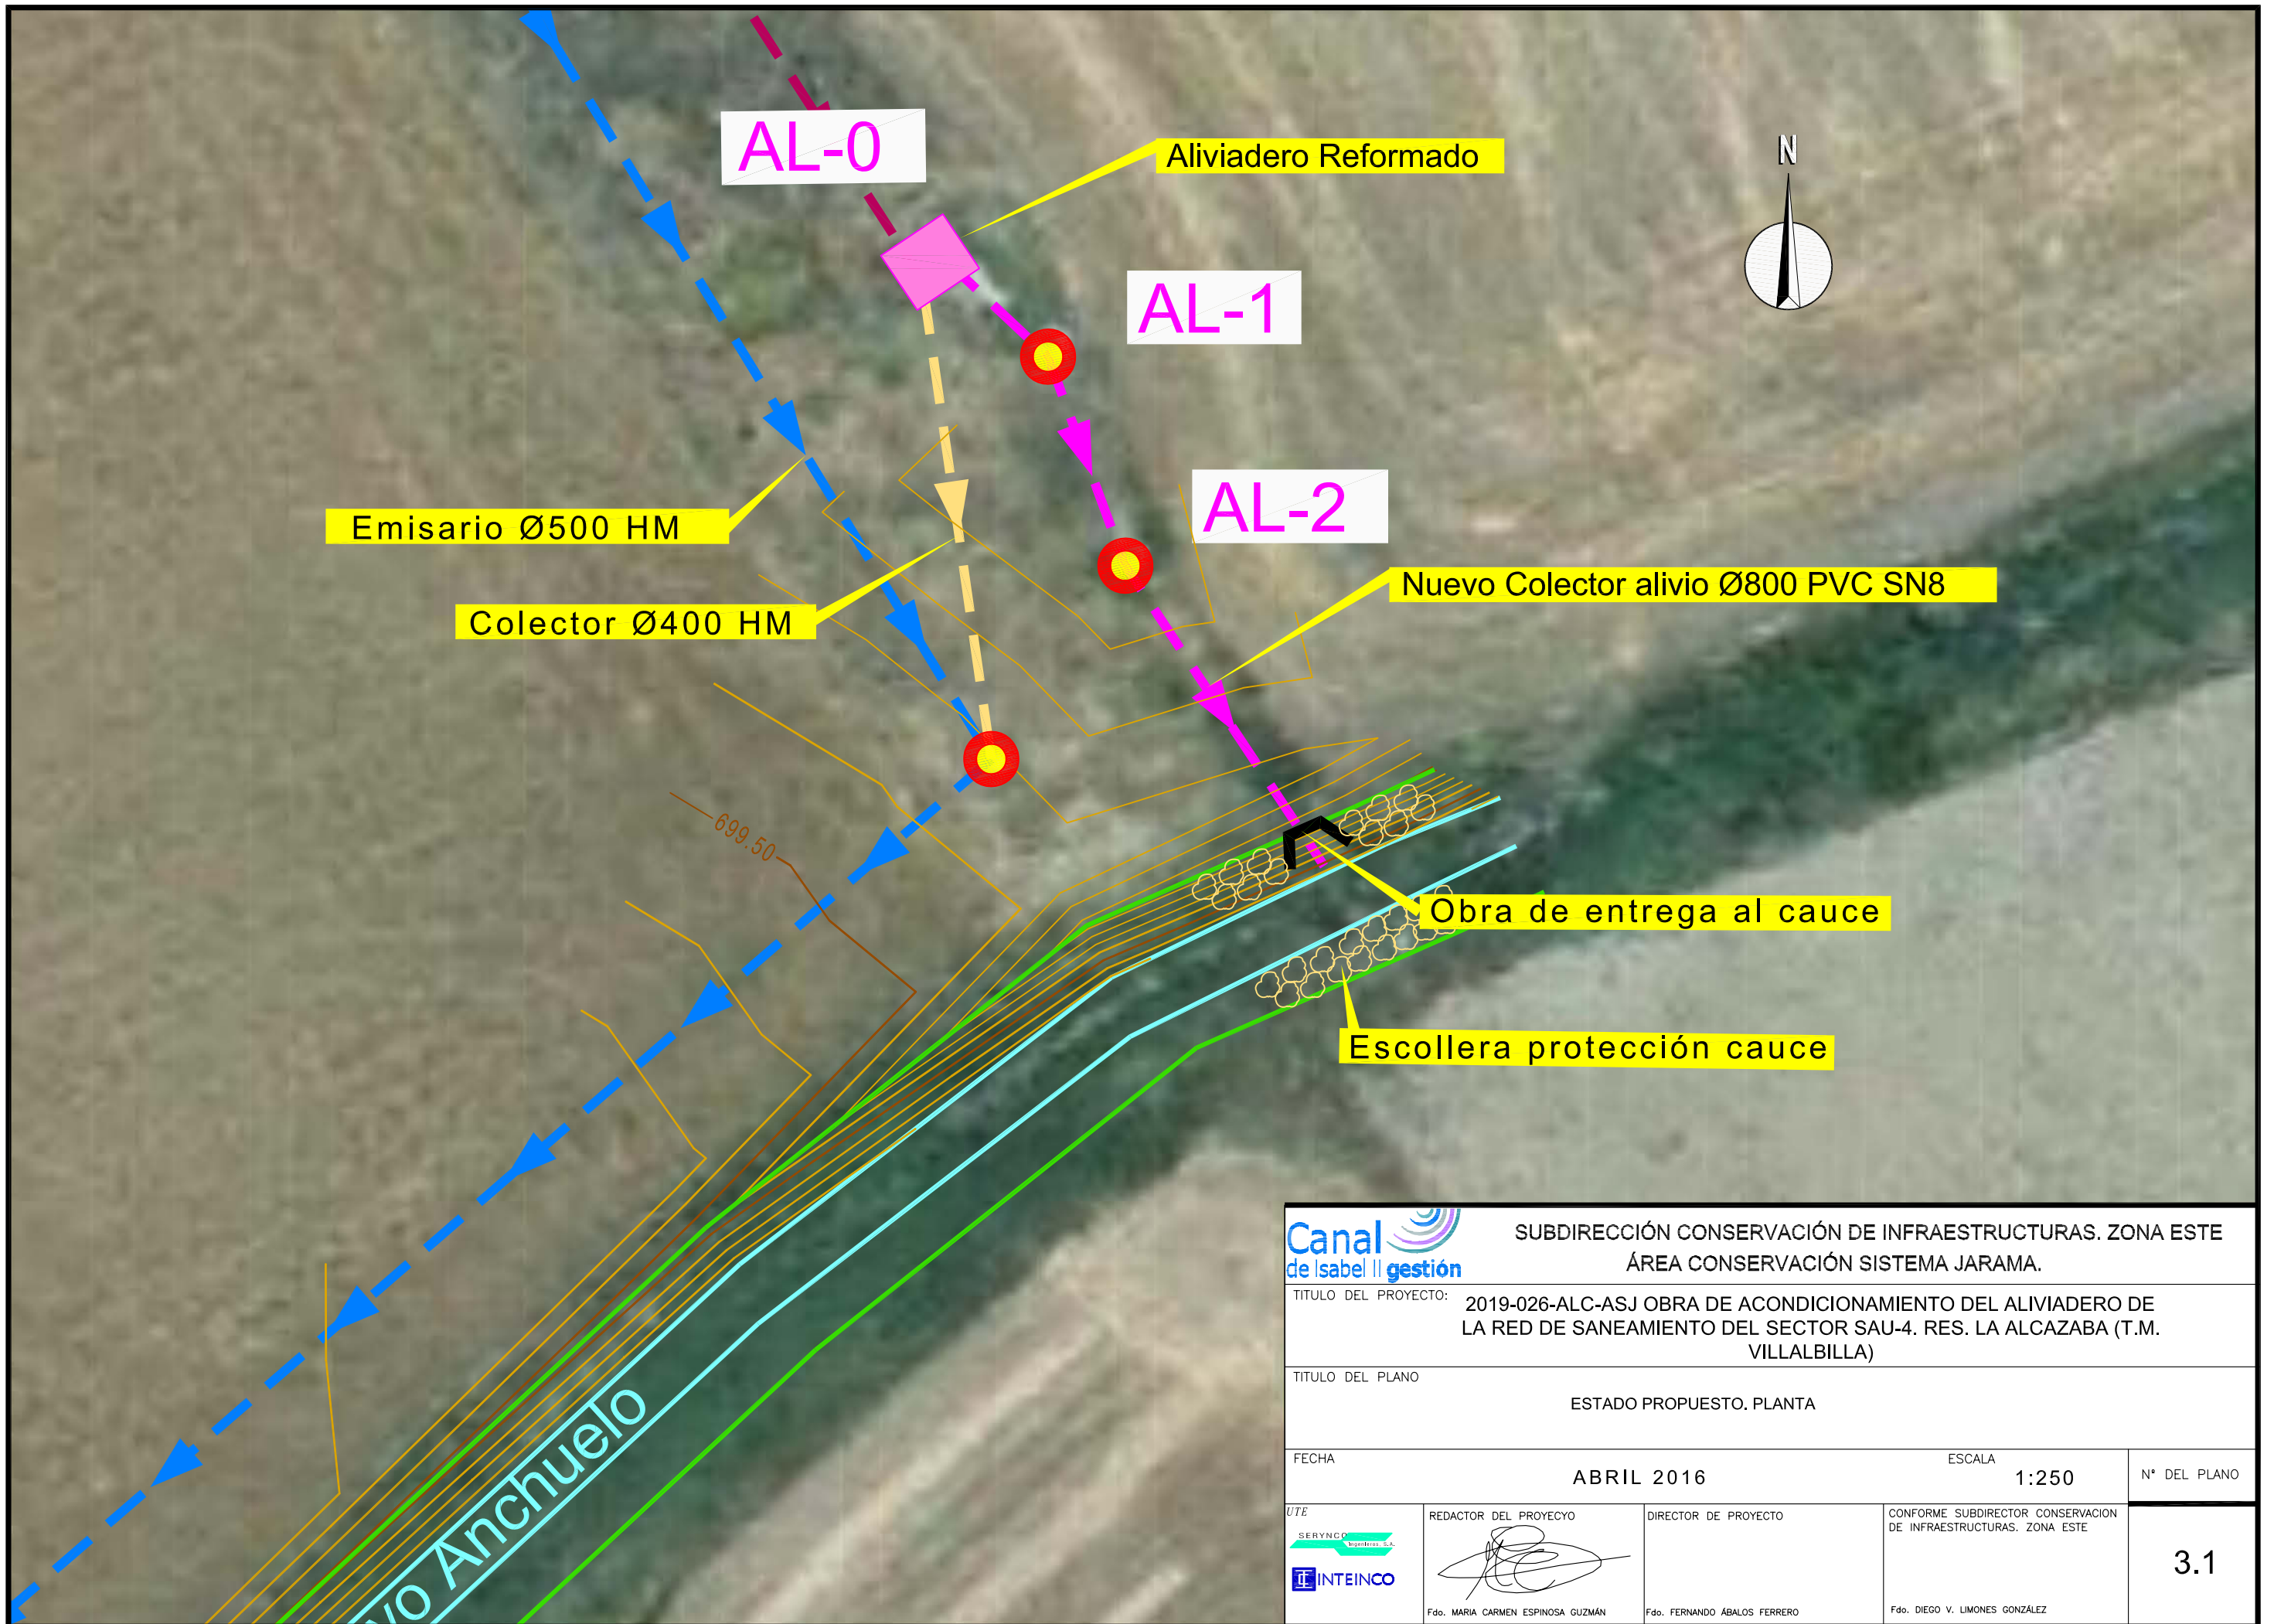 AL-0
Aliviadero Reformado
N
AL-1
AL-2
Emisario Ø500 HM
Nuevo Colector alivio Ø800 PVC SN8
Colector Ø400 HM
699.50
Obra de entrega al cauce
Escollera protección cauce
yo Anchuelo
Canal
de Isabel II gestión
SUBDIRECCIÓN CONSERVACIÓN DE INFRAESTRUCTURAS. ZONA ESTE
ÁREA CONSERVACIÓN SISTEMA JARAMA.
TITULO DEL PROYECTO:
2019-026-ALC-ASJ OBRA DE ACONDICIONAMIENTO DEL ALIVIADERO DE
LA RED DE SANEAMIENTO DEL SECTOR SAU-4. RES. LA ALCAZABA (T.M.
VILLALBILLA)
TITULO DEL PLANO
ESTADO PROPUESTO. PLANTA
FECHA
ABRIL 2016
ESCALA
1:250
Nº DEL PLANO
UTE
SERYNCO
Ingenieros, S.A.
INTEINCO
REDACTOR DEL PROYECYO
Fdo. MARIA CARMEN ESPINOSA GUZMÁN
DIRECTOR DE PROYECTO
Fdo. FERNANDO ÁBALOS FERRERO
CONFORME SUBDIRECTOR CONSERVACION
DE INFRAESTRUCTURAS. ZONA ESTE
Fdo. DIEGO V. LIMONES GONZÁLEZ
3.1